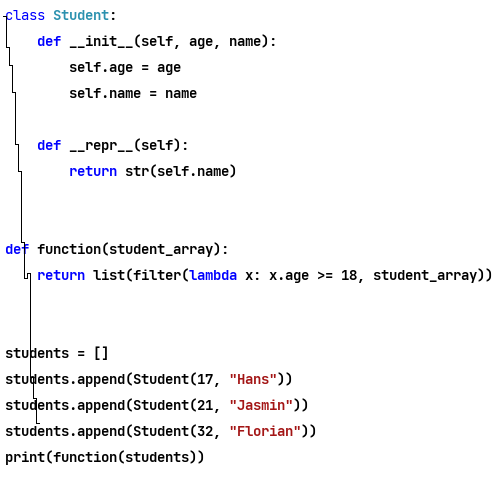 class Student:
    def __init__(self, age, name):
        self.age = age
        self.name = name
    def __repr__(self):
        return str(self.name)
def function(student_array):
    return list(filter(lambda x: x.age >= 18, student_array))
students = []
students.append(Student(17, "Hans"))
students.append(Student(21, "Jasmin"))
students.append(Student(32, "Florian"))
print(function(students))